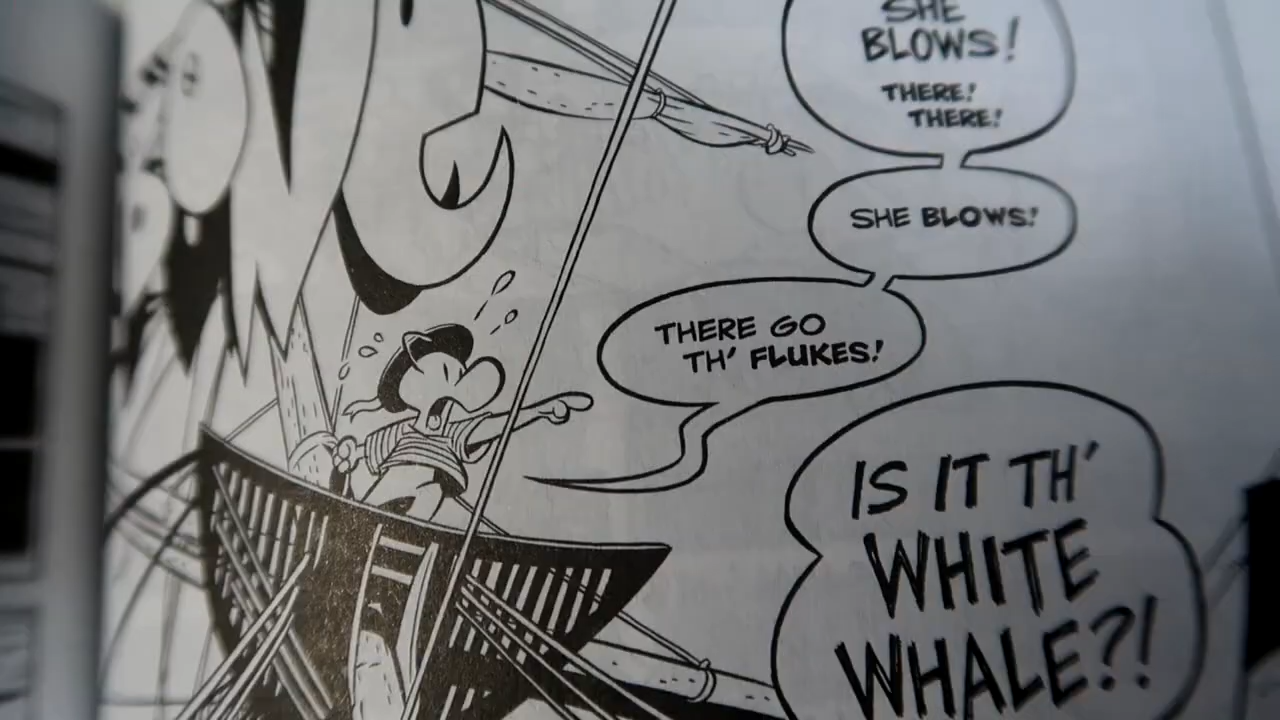 SHE
BLOWS!
THERE!
THERE!
SHE BLOWS!
THERE GO
TH' FLUKES!
IS IT TH'
WHITE
WHALE?!